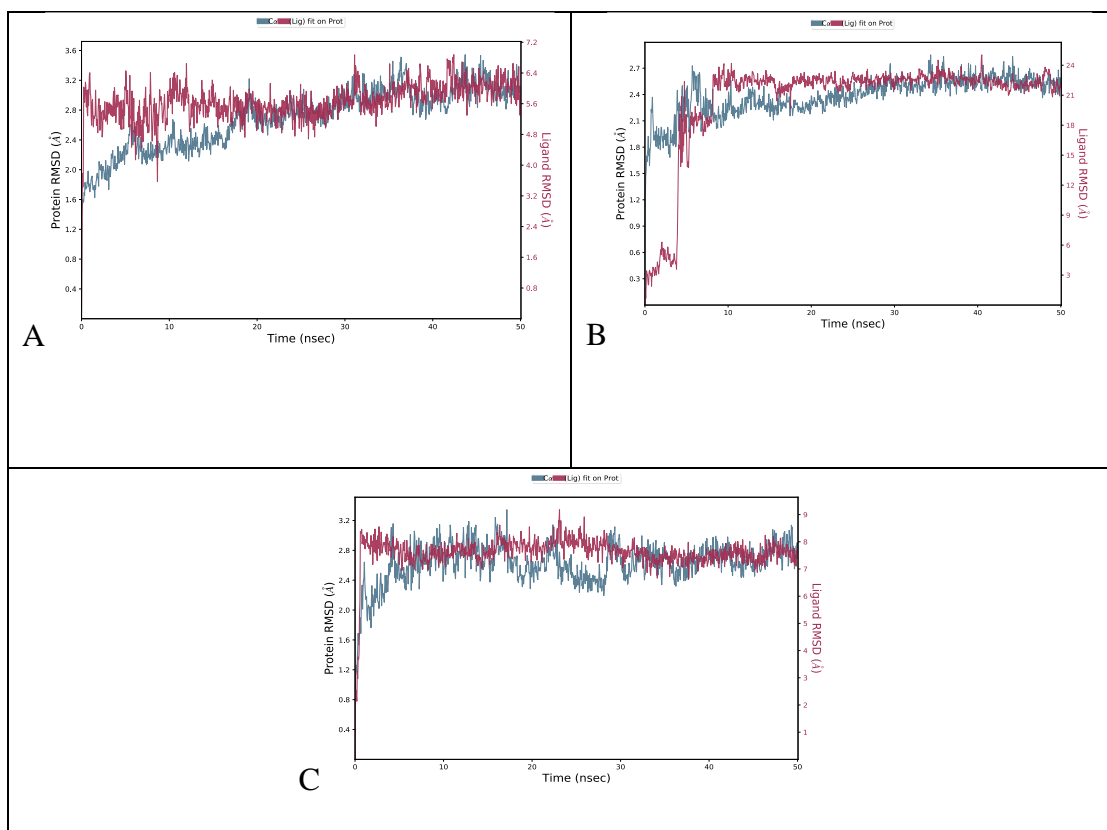 Cα (Lig) fit on Prot
Protein RMSD (Å)
3.6
3.2
2.8
2.4
2.0
1.6
1.2
0.8
0.4
7.2
6.4
5.6
4.8
4.0
3.2
2.4
1.6
0.8
Ligand RMSD (Å)
0 10 20 30 40 50
Time (nsec)
A
Cα (Lig) fit on Prot
Protein RMSD (Å)
2.7
2.4
2.1
1.8
1.5
1.2
0.9
0.6
0.3
24
21
18
15
12
9
6
3
Ligand RMSD (Å)
0 10 20 30 40 50
Time (nsec)
B
Cα (Lig) fit on Prot
Protein RMSD (Å)
3.2
2.8
2.4
2.0
1.6
1.2
0.8
0.4
9
8
7
6
5
4
3
2
1
Ligand RMSD (Å)
0 10 20 30 40 50
Time (nsec)
C